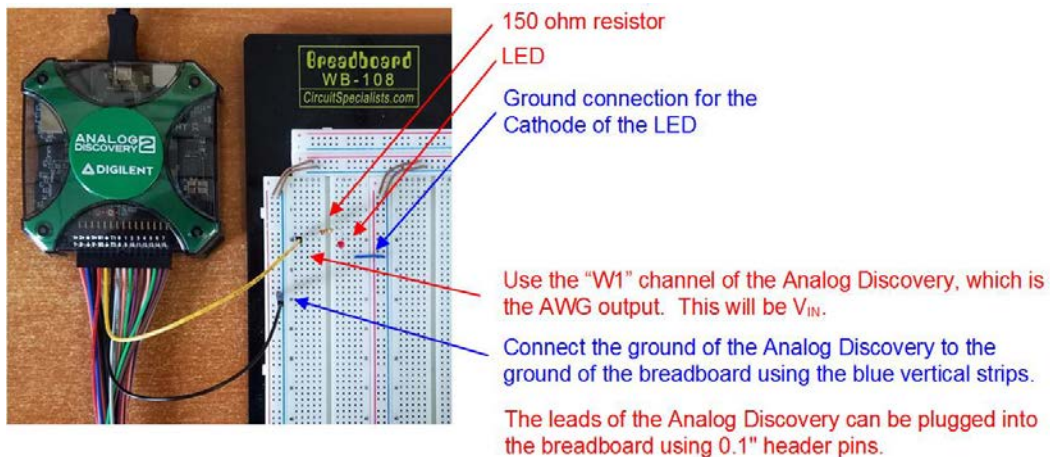 Breadboard
WB-108
CircuitSpecialists.com
ANALOG
DISCOVERY 2
DIGILENT
150 ohm resistor
LED
Ground connection for the
Cathode of the LED
Use the “W1” channel of the Analog Discovery, which is
the AWG output.  This will be VIN.
Connect the ground of the Analog Discovery to the
ground of the breadboard using the blue vertical strips.
The leads of the Analog Discovery can be plugged into
the breadboard using 0.1" header pins.